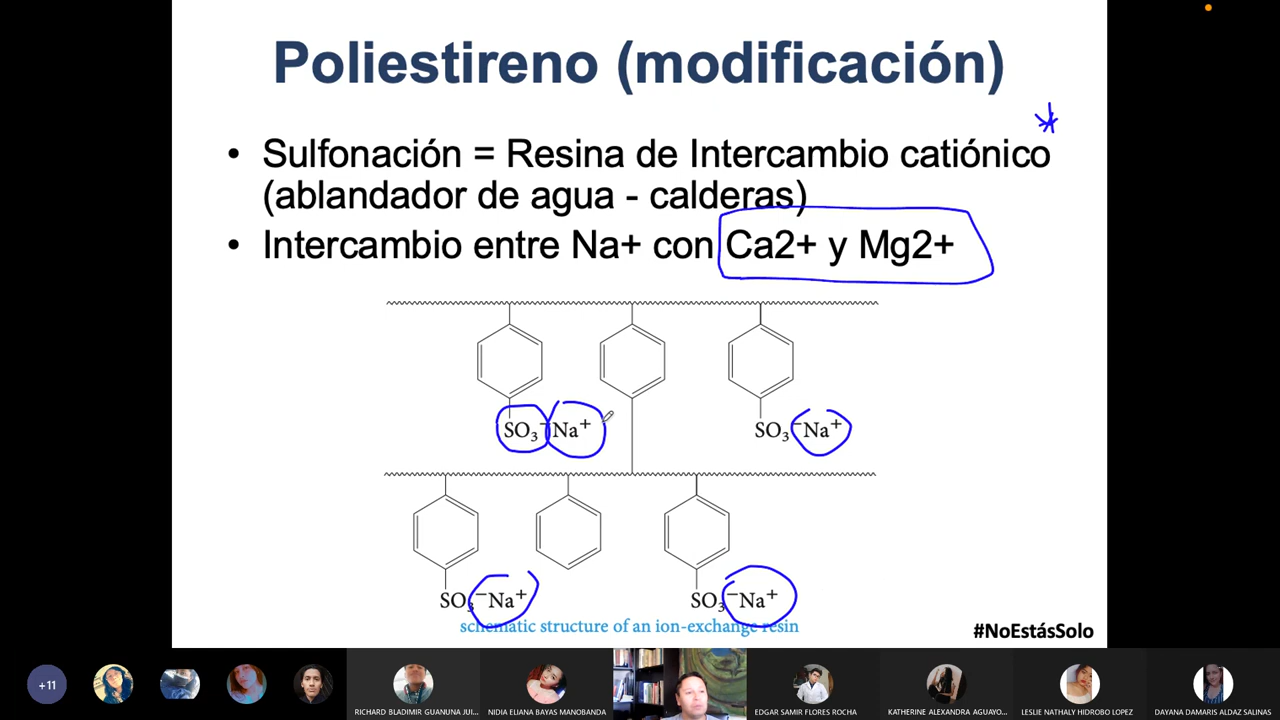 Poliestireno (modificación)
• Sulfonación = Resina de Intercambio catiónico
(ablandador de agua - calderas)
• Intercambio entre Na+ con Ca2+ y Mg2+
SO₃⁻Na⁺
SO₃⁻Na⁺
SO₃⁻Na⁺
SO₃⁻Na⁺
schematic structure of an ion-exchange resin
#NoEstásSolo
+11
RICHARD BLADIMIR GUANUNA JUI...
NIDIA ELIANA BAYAS MANOBANDA
EDGAR SAMIR FLORES ROCHA
KATHERINE ALEXANDRA AGUAYO...
LESLIE NATHALY HIDROBO LOPEZ
DAYANA DAMARIS ALDAZ SALINAS